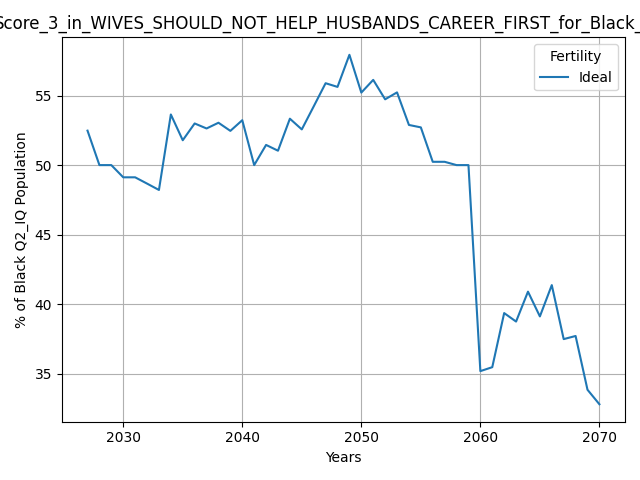 Score_3_in_WIVES_SHOULD_NOT_HELP_HUSBANDS_CAREER_FIRST_for_Black_
Fertility
Ideal
% of Black Q2_IQ Population
55
50
45
40
35
2030 2040 2050 2060 2070
Years